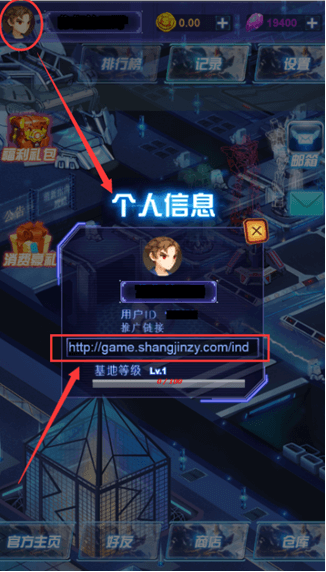 0.00
19400
排行榜
记录
设置
福利礼包
邮箱
个人信息
消费豪礼
用户ID
推广链接
http://game.shangjinzy.com/ind
基地等级 Lv.1
官方主页
好友
商店
仓库